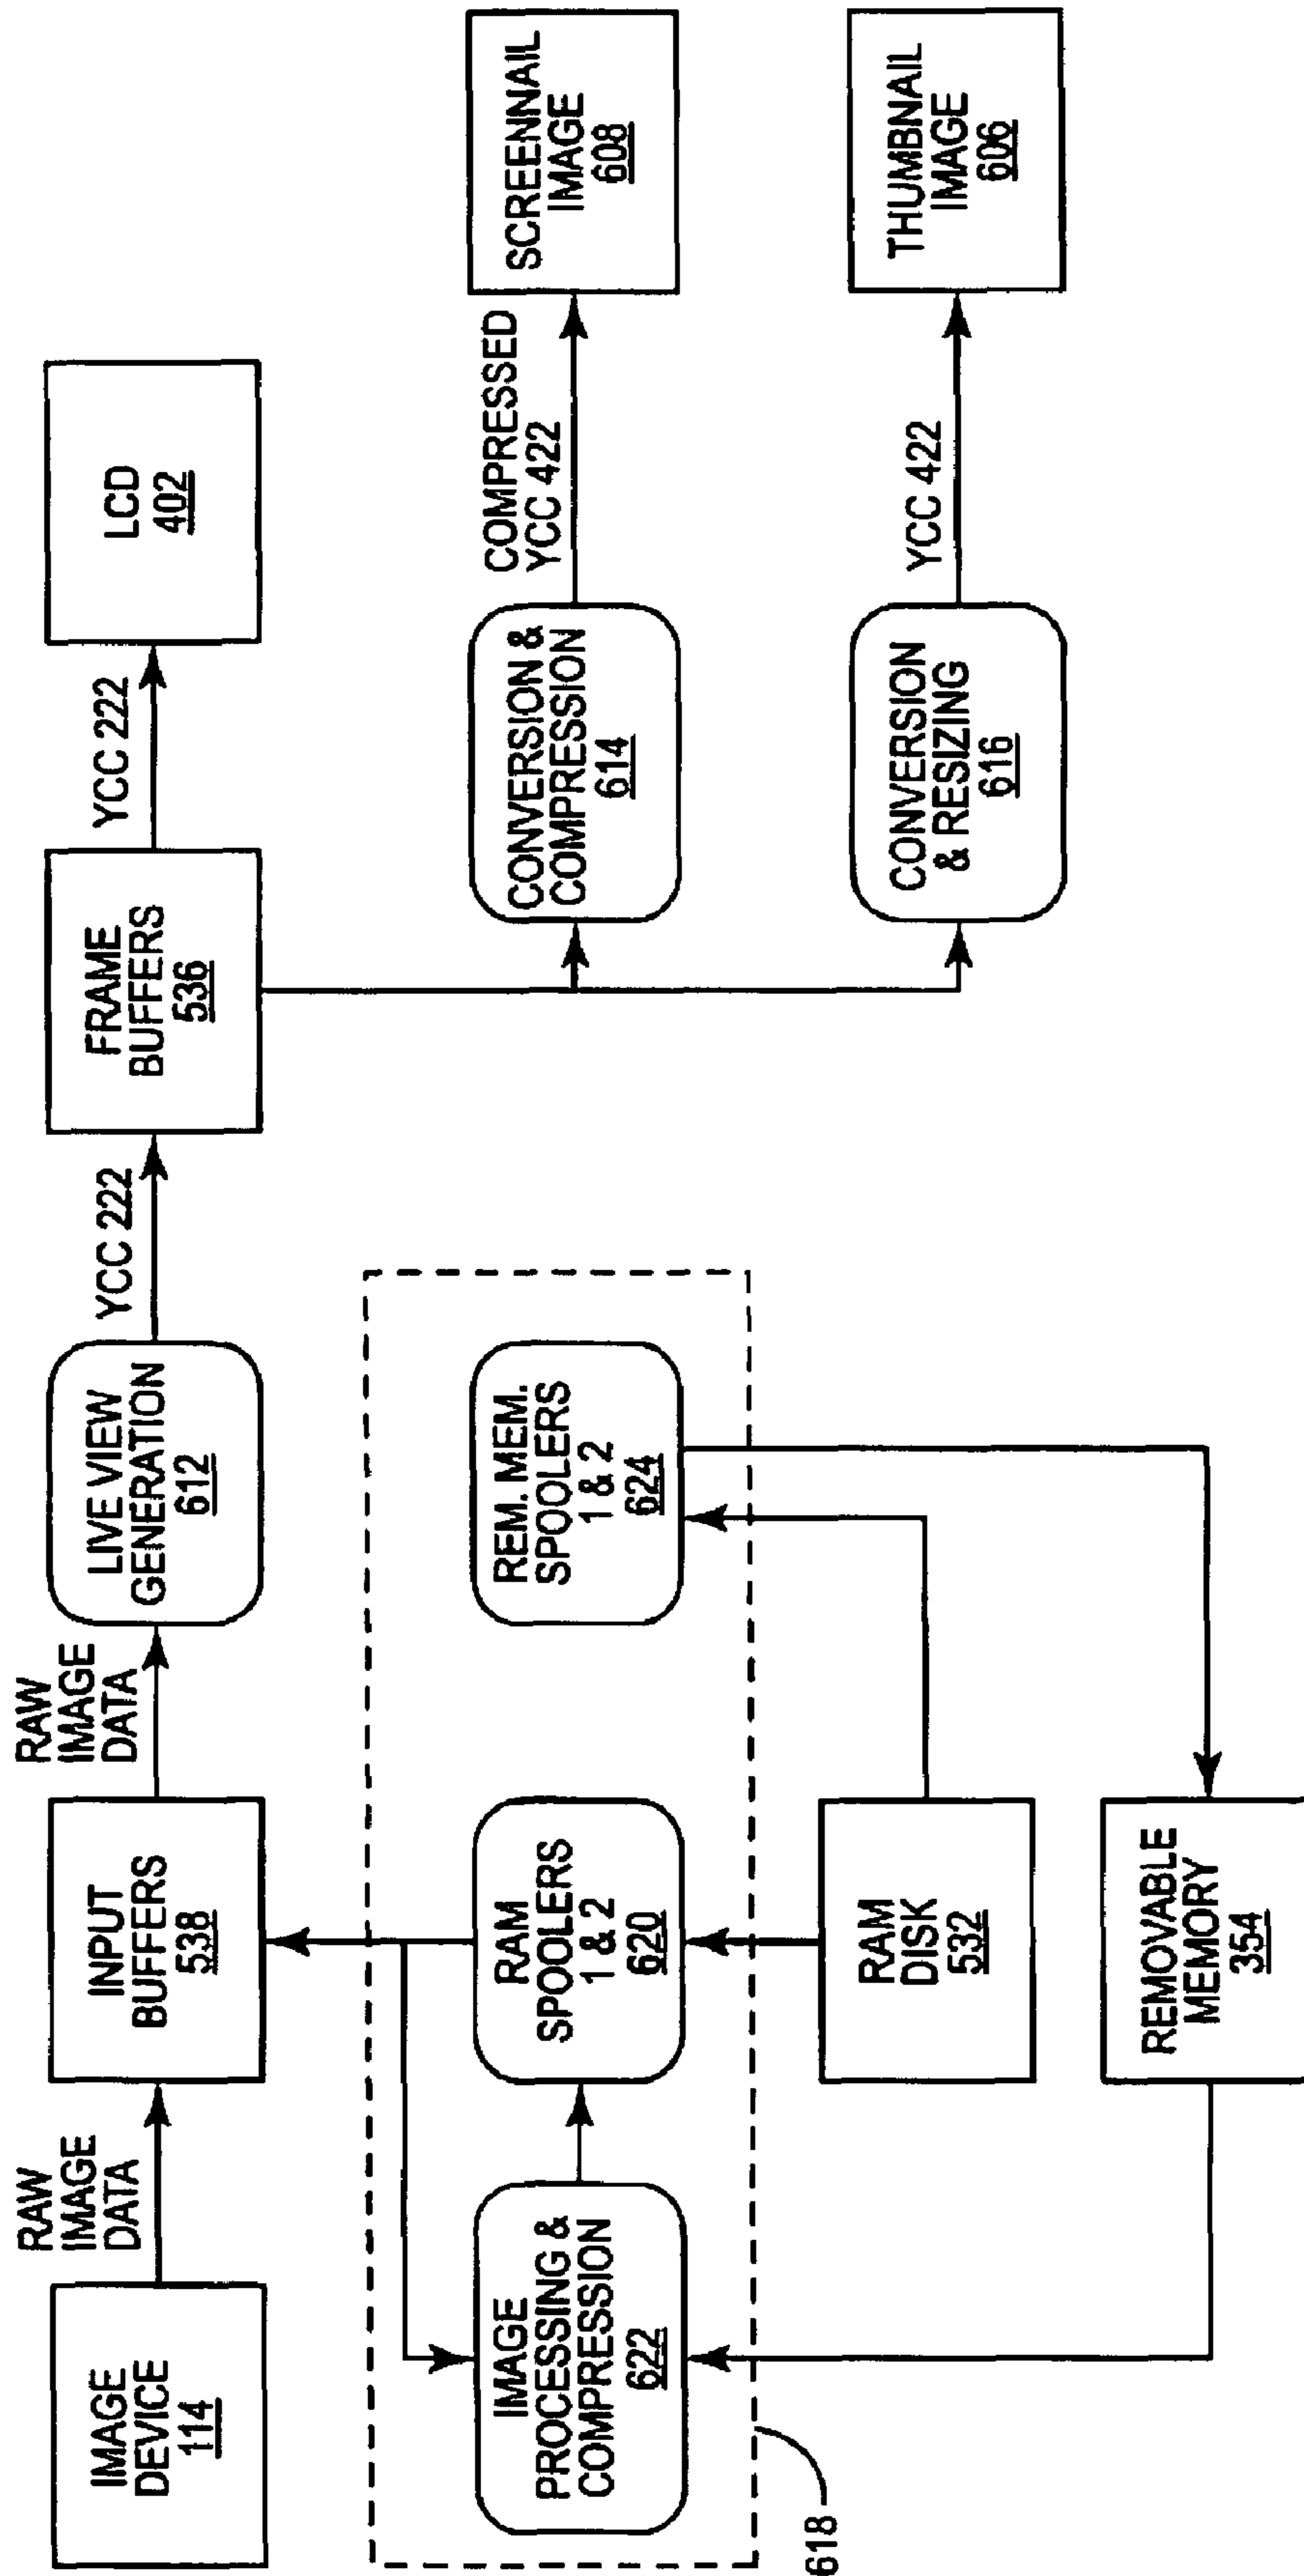 RAW
IMAGE
DATA
RAW
IMAGE
DATA
YCC 222
YCC 222
IMAGE
DEVICE
114
INPUT
BUFFERS
538
LIVE VIEW
GENERATION
612
FRAME
BUFFERS
536
LCD
402
IMAGE
PROCESSING &
COMPRESSION
622
RAM
SPOOLERS
1 & 2
620
REM. MEM.
SPOOLERS
1 & 2
624
CONVERSION &
COMPRESSION
614
COMPRESSED
YCC 422
SCREENNAIL
IMAGE
608
618
RAM
DISK
532
CONVERSION
& RESIZING
616
YCC 422
THUMBNAIL
IMAGE
606
REMOVABLE
MEMORY
354